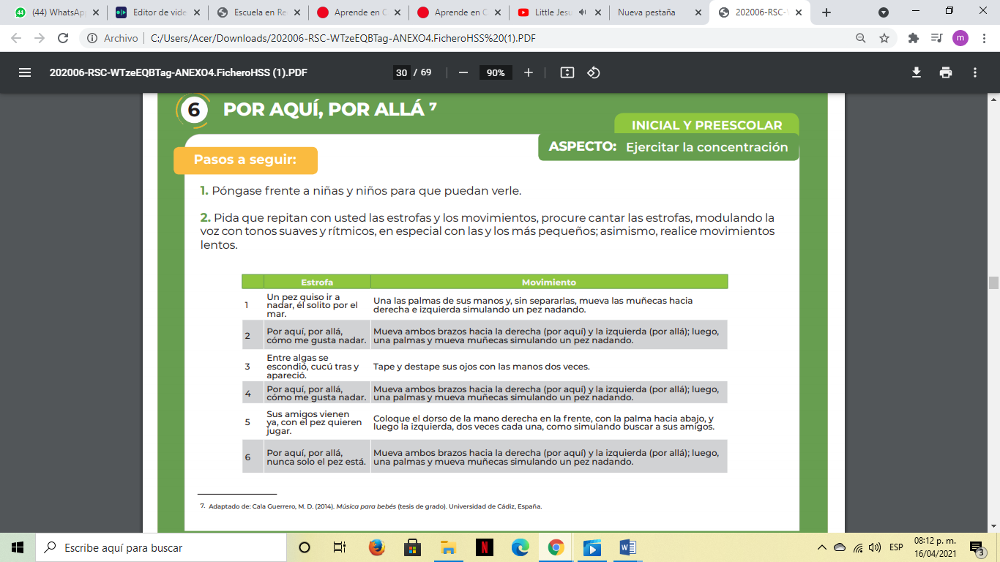 (44) WhatsAp
Editor de vide
Escuela en Re
Aprende en C
Aprende en C
Little Jesu
Nueva pestaña
202006-RSC-
Archivo | C:/Users/Acer/Downloads/202006-RSC-WTzeEQBTag-ANEXO4.FicheroHSS%20(1).PDF
m
202006-RSC-WTzeEQBTag-ANEXO4.FicheroHSS (1).PDF
30 / 69
90%
6 POR AQUÍ, POR ALLÁ 7
INICIAL Y PREESCOLAR
ASPECTO: Ejercitar la concentración
Pasos a seguir:
1. Póngase frente a niñas y niños para que puedan verle.
2. Pida que repitan con usted las estrofas y los movimientos, procure cantar las estrofas, modulando la
voz con tonos suaves y rítmicos, en especial con las y los más pequeños; asimismo, realice movimientos
lentos.
Estrofa
Movimiento
1
Un pez quiso ir a
nadar, él solito por el
mar.
Una las palmas de sus manos y, sin separarlas, mueva las muñecas hacia
derecha e izquierda simulando un pez nadando.
2
Por aquí, por allá,
cómo me gusta nadar.
Mueva ambos brazos hacia la derecha (por aquí) y la izquierda (por allá); luego,
una palmas y mueva muñecas simulando un pez nadando.
3
Entre algas se
escondió, cucú tras y
apareció.
Tape y destape sus ojos con las manos dos veces.
4
Por aquí, por allá,
cómo me gusta nadar.
Mueva ambos brazos hacia la derecha (por aquí) y la izquierda (por allá); luego,
una palmas y mueva muñecas simulando un pez nadando.
5
Sus amigos vienen
ya, con el pez quieren
jugar.
Coloque el dorso de la mano derecha en la frente, con la palma hacia abajo, y
luego la izquierda, dos veces cada una, como simulando buscar a sus amigos.
6
Por aquí, por allá,
nunca solo el pez está.
Mueva ambos brazos hacia la derecha (por aquí) y la izquierda (por allá); luego,
una palmas y mueva muñecas simulando un pez nadando.
7. Adaptado de: Cala Guerrero, M. D. (2014). Música para bebés (tesis de grado). Universidad de Cádiz, España.
Escribe aquí para buscar
ESP
08:12 p. m.
16/04/2021
3